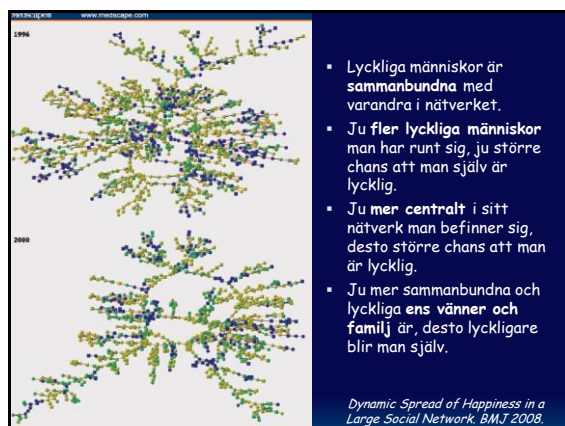 Medscape® www.medscape.com
1996
2000
▪ Lyckliga människor är
sammanbundna med
varandra i nätverket.
▪ Ju fler lyckliga människor
man har runt sig, ju större
chans att man själv är
lycklig.
▪ Ju mer centralt i sitt
nätverk man befinner sig,
desto större chans att man
är lycklig.
▪ Ju mer sammanbundna och
lyckliga ens vänner och
familj är, desto lyckligare
blir man själv.
Dynamic Spread of Happiness in a
Large Social Network. BMJ 2008.